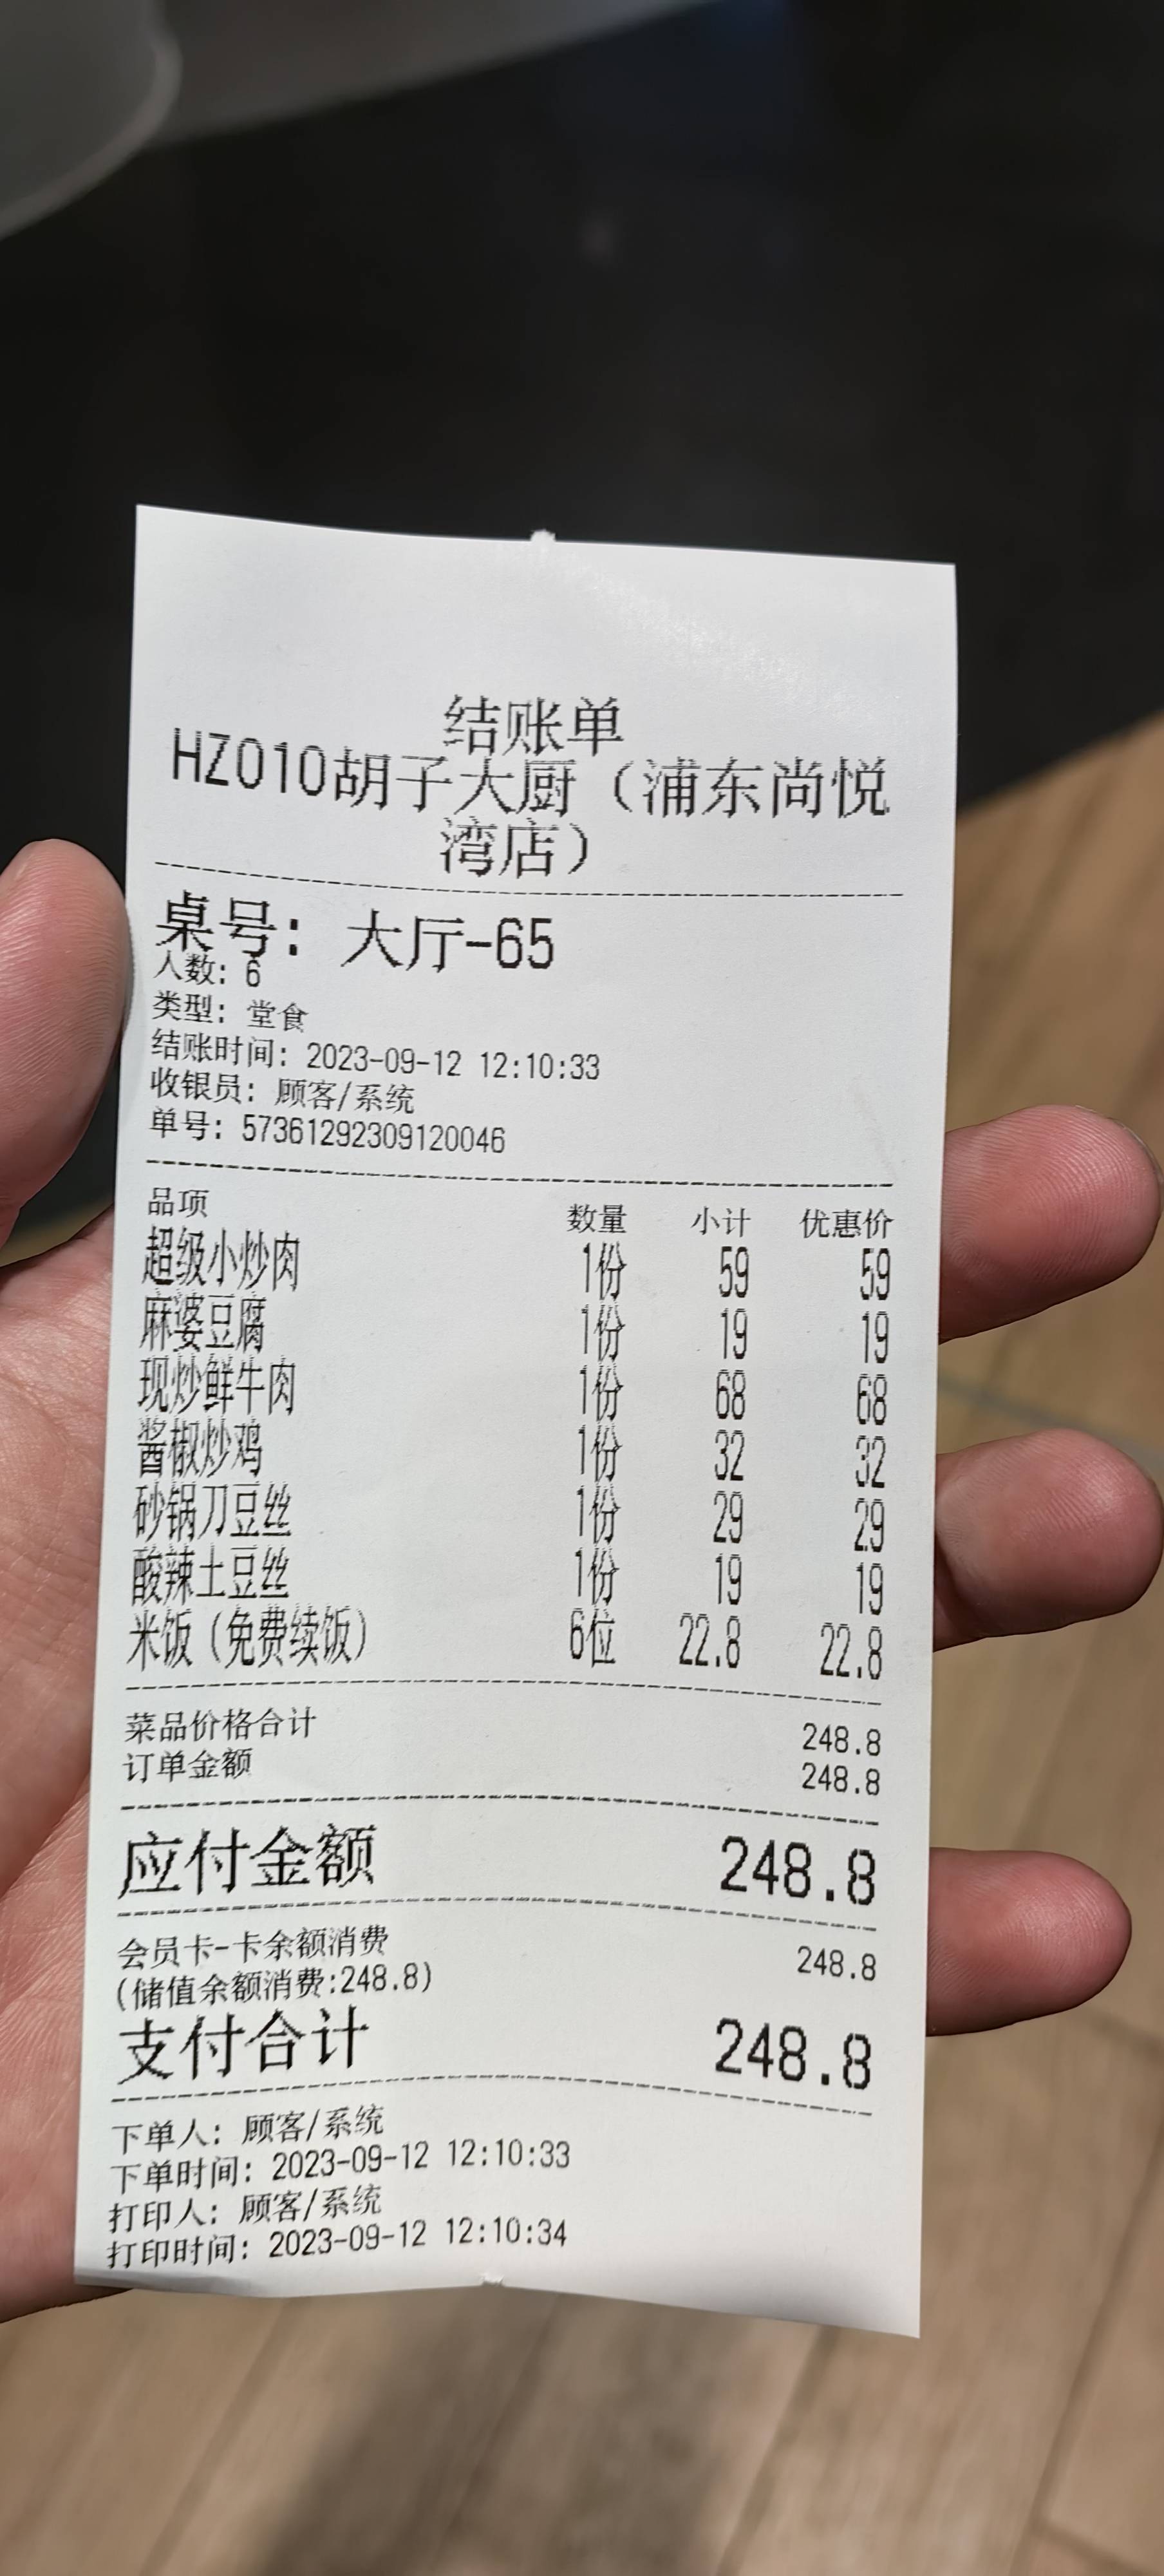 结账单
HZ010胡子大厨（浦东尚悦
湾店）
桌号: 大厅-65
人数: 6
类型: 堂食
结账时间: 2023-09-12 12:10:33
收银员: 顾客/系统
单号: 57361292309120046
品项 数量 小计 优惠价
超级小炒肉 1份 59 59
麻婆豆腐 1份 19 19
现炒鲜牛肉 1份 68 68
酱椒炒鸡 1份 32 32
砂锅刀豆丝 1份 29 29
酸辣土豆丝 1份 19 19
米饭（免费续饭） 6位 22.8 22.8
菜品价格合计 248.8
订单金额 248.8
应付金额 248.8
会员卡-卡余额消费 248.8
(储值余额消费:248.8)
支付合计 248.8
下单人: 顾客/系统
下单时间: 2023-09-12 12:10:33
打印人: 顾客/系统
打印时间: 2023-09-12 12:10:34